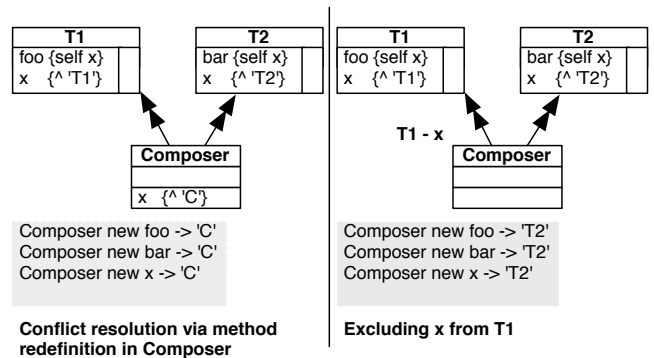 T1
foo {self x}
x {^ 'T1'}
T2
bar {self x}
x {^ 'T2'}
Composer
x {^ 'C'}
Composer new foo -> 'C'
Composer new bar -> 'C'
Composer new x -> 'C'
Conflict resolution via method
redefinition in Composer
T1
foo {self x}
x {^ 'T1'}
T2
bar {self x}
x {^ 'T2'}
T1 - x
Composer
Composer new foo -> 'T2'
Composer new bar -> 'T2'
Composer new x -> 'T2'
Excluding x from T1